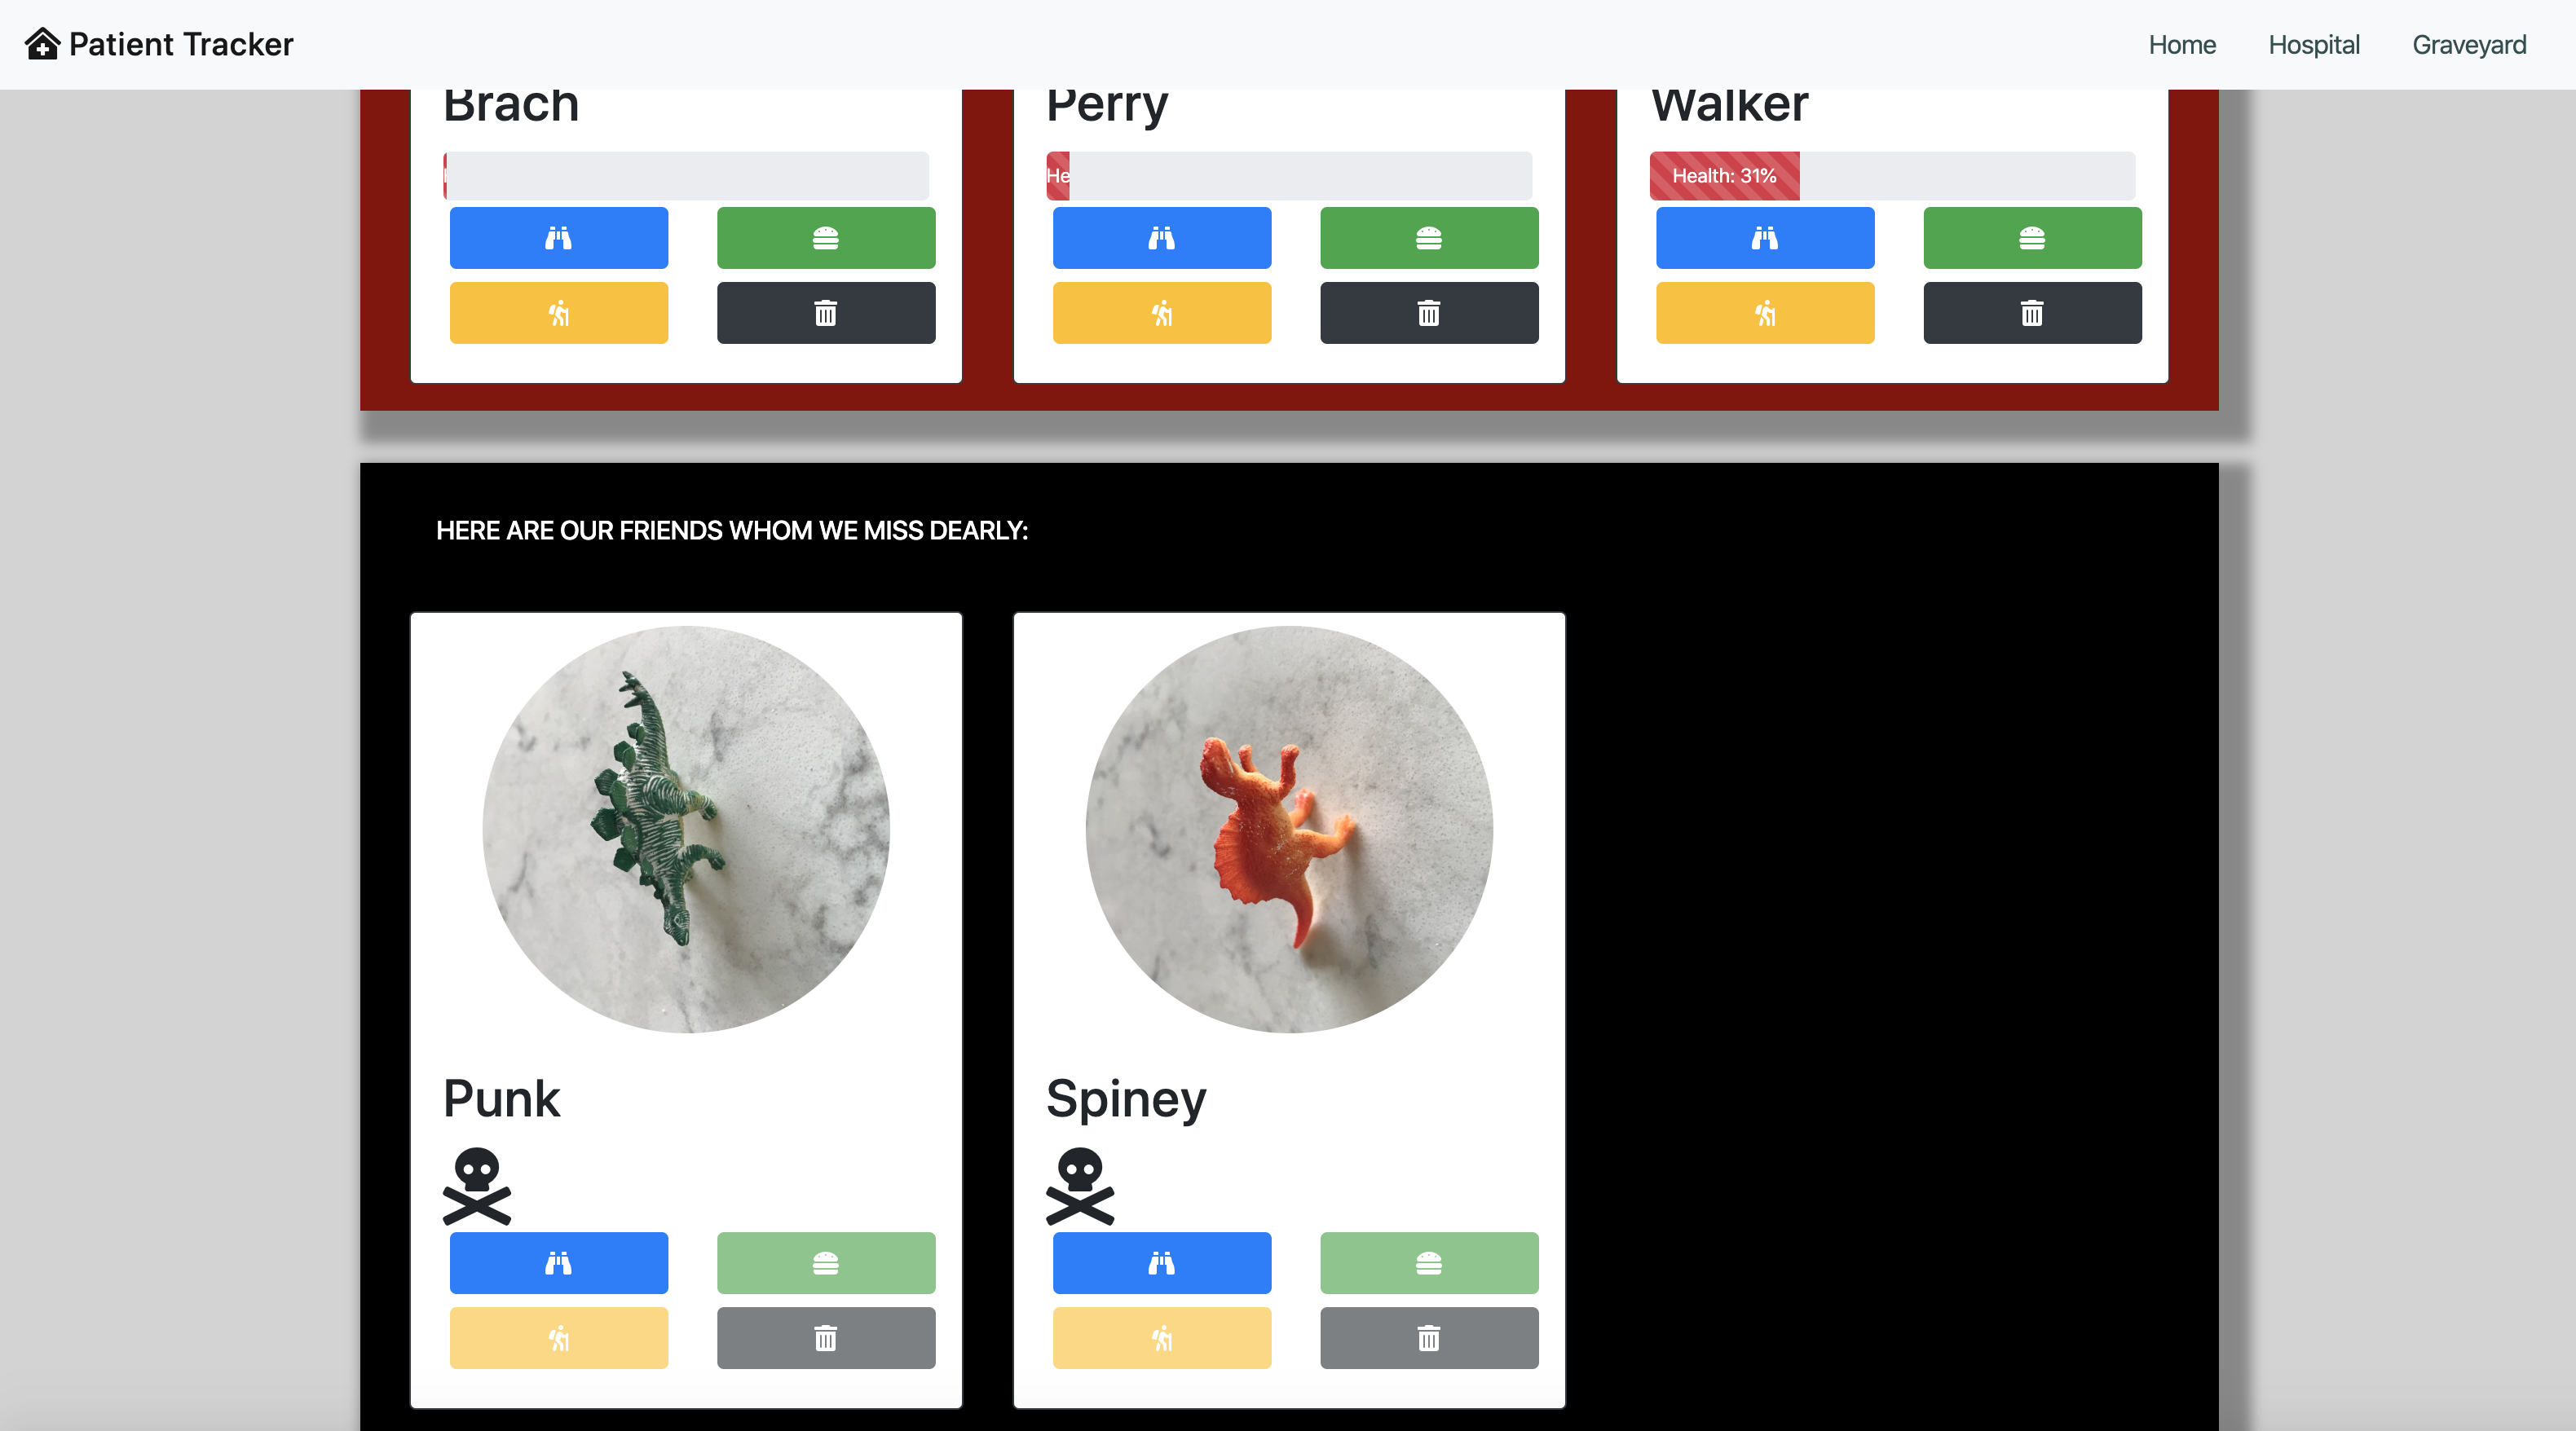 Patient Tracker
Home
Hospital
Graveyard
Brach
Perry
Walker
He
Health: 31%
HERE ARE OUR FRIENDS WHOM WE MISS DEARLY:
Punk
Spiney